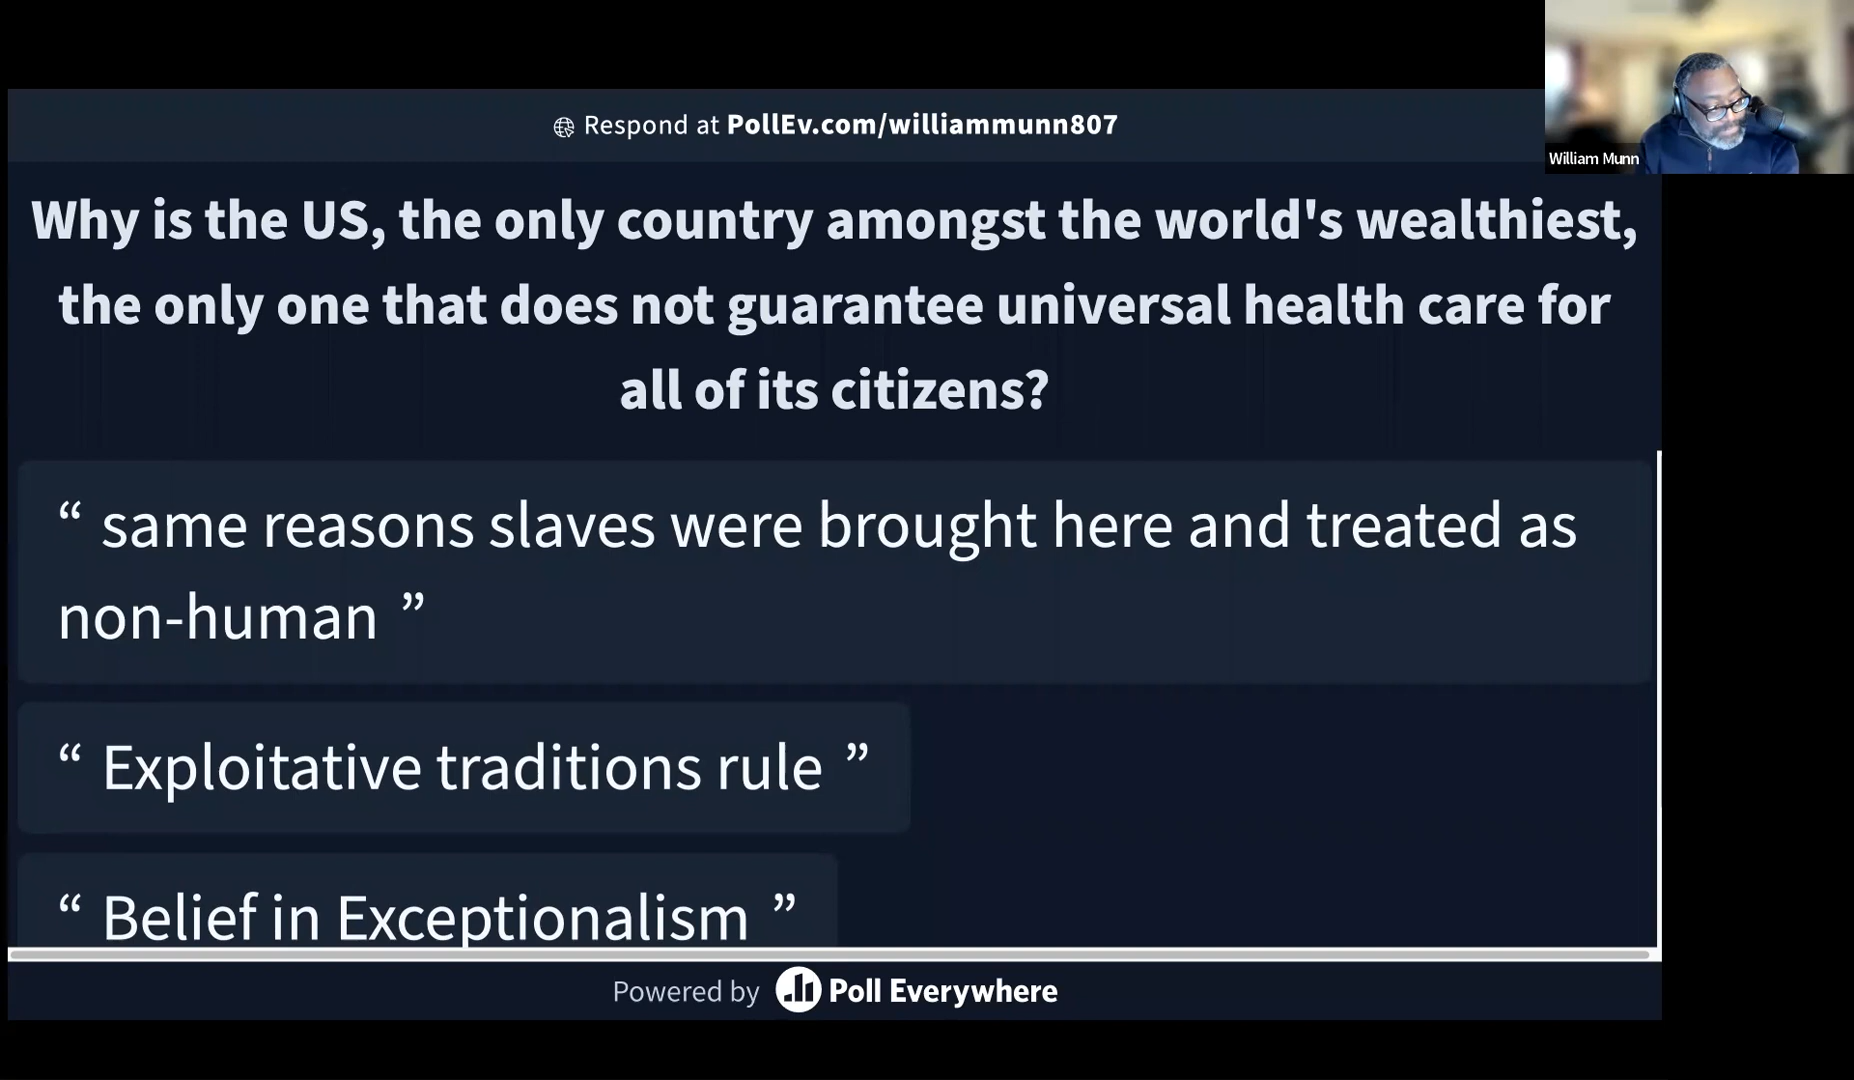 Respond at PollEv.com/williammunn807
William Munn
Why is the US, the only country amongst the world's wealthiest,
the only one that does not guarantee universal health care for
all of its citizens?
“ same reasons slaves were brought here and treated as
non-human ”
“ Exploitative traditions rule ”
“ Belief in Exceptionalism ”
Powered by Poll Everywhere